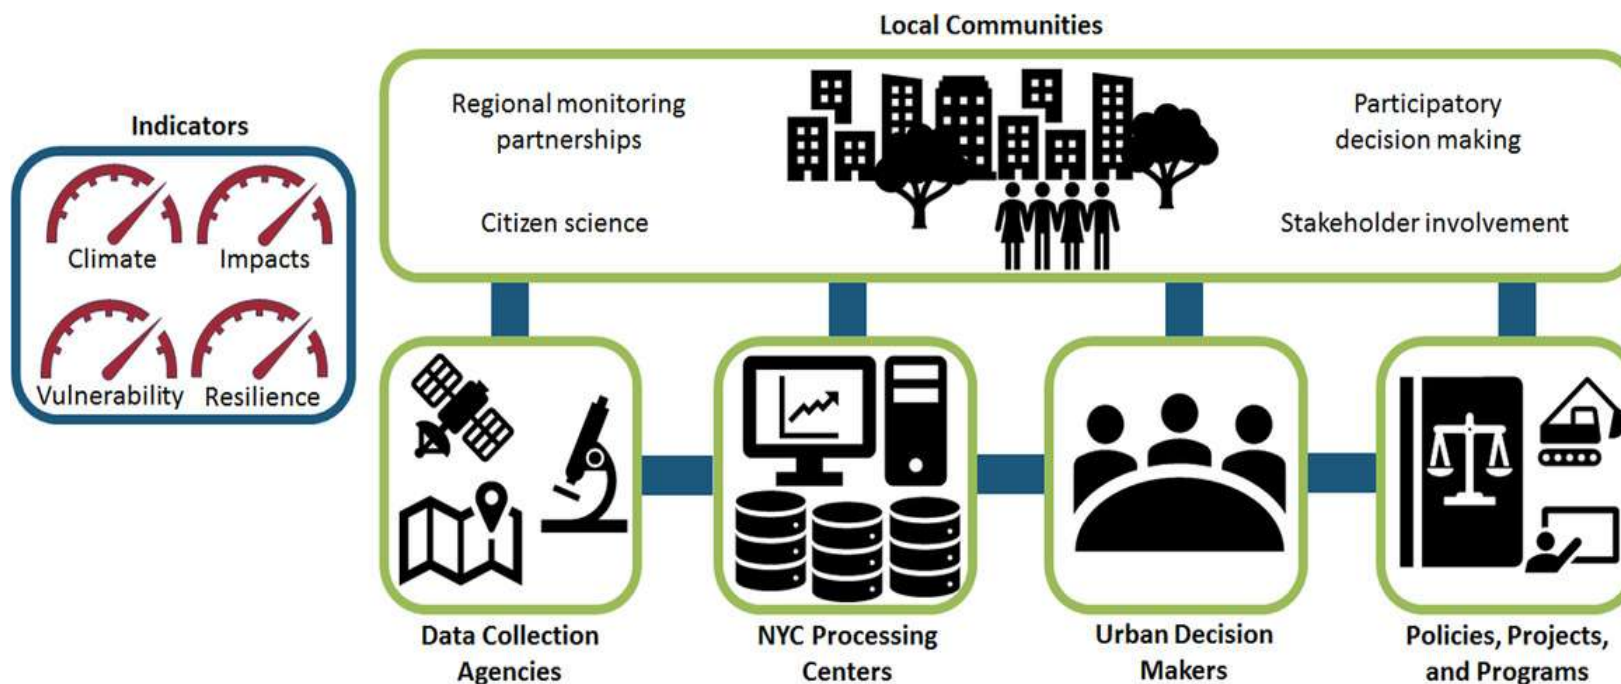 Local Communities
Regional monitoring
partnerships
Participatory
decision making
Citizen science
Stakeholder involvement
Indicators
Climate
Impacts
Vulnerability
Resilience
Data Collection
Agencies
NYC Processing
Centers
Urban Decision
Makers
Policies, Projects,
and Programs